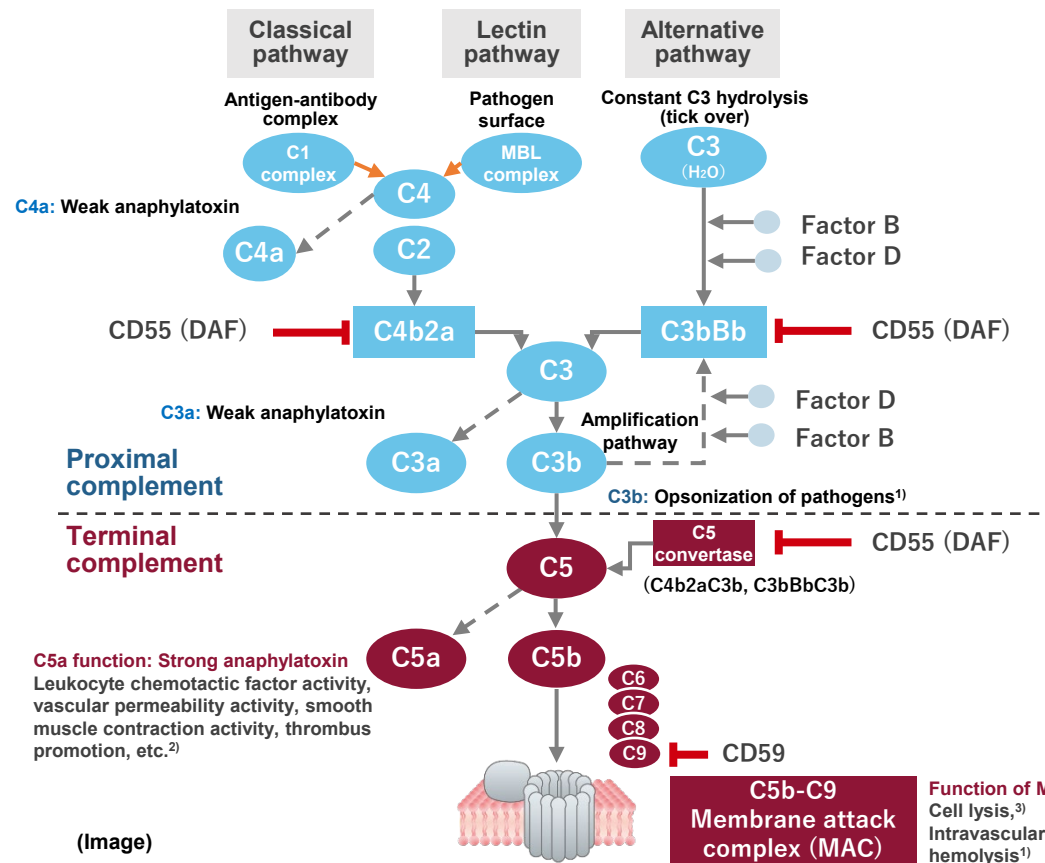 Classical
pathway
Lectin
pathway
Alternative
pathway
Antigen-antibody
complex
Pathogen
surface
Constant C3 hydrolysis
(tick over)
C1
complex
MBL
complex
C3
(H₂O)
C4
C4a: Weak anaphylatoxin
C4a
C2
Factor B
Factor D
CD55 (DAF)
C4b2a
C3bBb
CD55 (DAF)
C3
C3a: Weak anaphylatoxin
Amplification
pathway
Factor D
Factor B
C3a
C3b
Proximal
complement
C3b: Opsonization of pathogens¹⁾
Terminal
complement
C5
C5
convertase
CD55 (DAF)
(C4b2aC3b, C3bBbC3b)
C5a
C5b
C5a function: Strong anaphylatoxin
Leukocyte chemotactic factor activity,
vascular permeability activity, smooth
muscle contraction activity, thrombus
promotion, etc.²⁾
C6
C7
C8
C9
CD59
C5b-C9
Membrane attack
complex (MAC)
Function of M
Cell lysis,³⁾
Intravascular
hemolysis¹⁾
(Image)